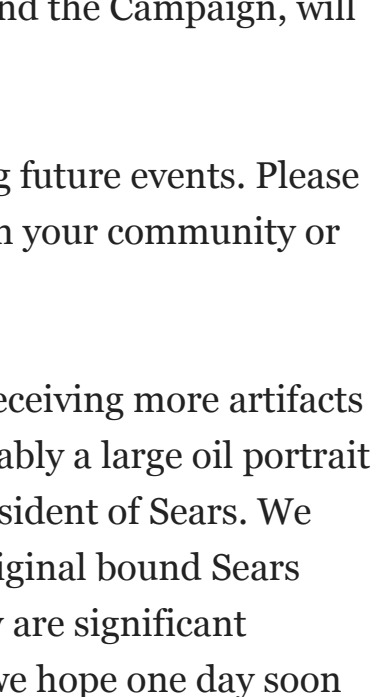 nd the Campaign, will
g future events. Please
n your community or
eceiving more artifacts
ably a large oil portrait
sident of Sears. We
iginal bound Sears
y are significant
we hope one day soon